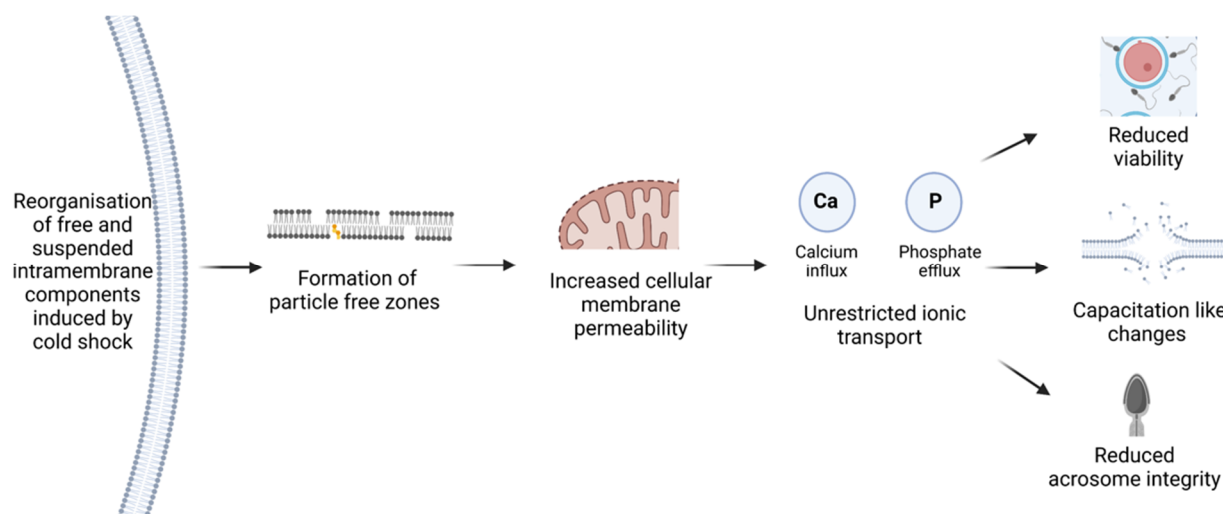 Reorganisation
of free and
suspended
intramembrane
components
induced by
cold shock
Formation of
particle free zones
Increased cellular
membrane
permeability
Ca
P
Calcium
influx
Phosphate
efflux
Unrestricted ionic
transport
Reduced
viability
Capacitation like
changes
Reduced
acrosome integrity